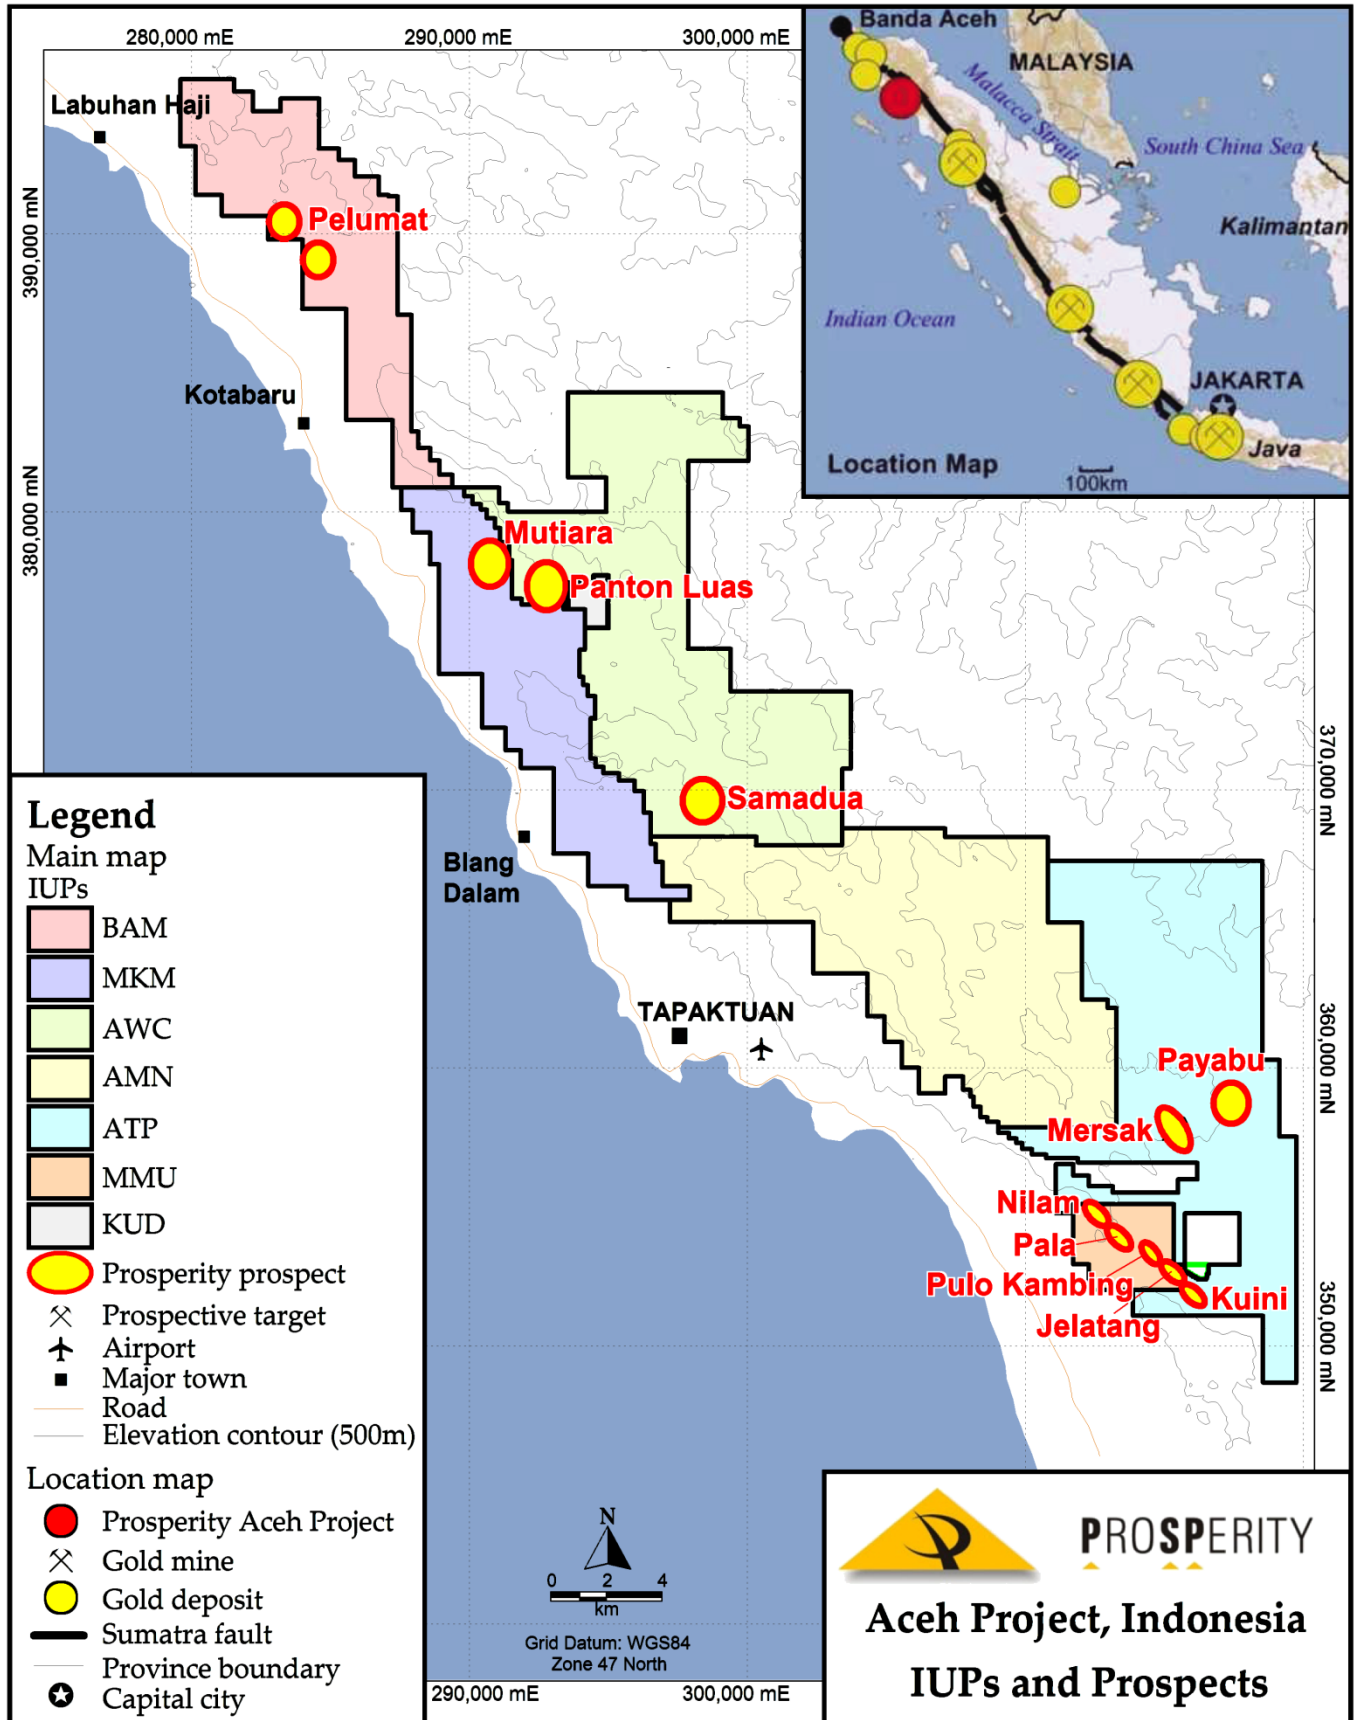 280,000 mE
290,000 mE
300,000 mE
Banda Aceh
MALAYSIA
Malacca Strait
South China Sea
Kalimantan
Indian Ocean
JAKARTA
Java
Location Map
100km
Labuhan Haji
390,000 mN
Pelumat
Kotabaru
380,000 mN
Mutiara
Panton Luas
370,000 mN
Samadua
Blang
Dalam
TAPAKTUAN
360,000 mN
Payabu
Mersak
Nilam
Pala
Pulo Kambing
Jelatang
Kuini
350,000 mN
Legend
Main map
IUPs
BAM
MKM
AWC
AMN
ATP
MMU
KUD
Prosperity prospect
Prospective target
Airport
Major town
Road
Elevation contour (500m)
Location map
Prosperity Aceh Project
Gold mine
Gold deposit
Sumatra fault
Province boundary
Capital city
N
0 2 4
km
Grid Datum: WGS84
Zone 47 North
290,000 mE
300,000 mE
PROSPERITY
Aceh Project, Indonesia
IUPs and Prospects